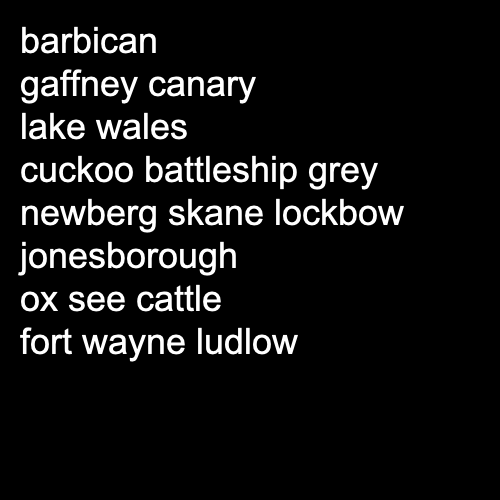 barbican
gaffney canary
lake wales
cuckoo battleship grey
newberg skane lockbow
jonesborough
ox see cattle
fort wayne ludlow